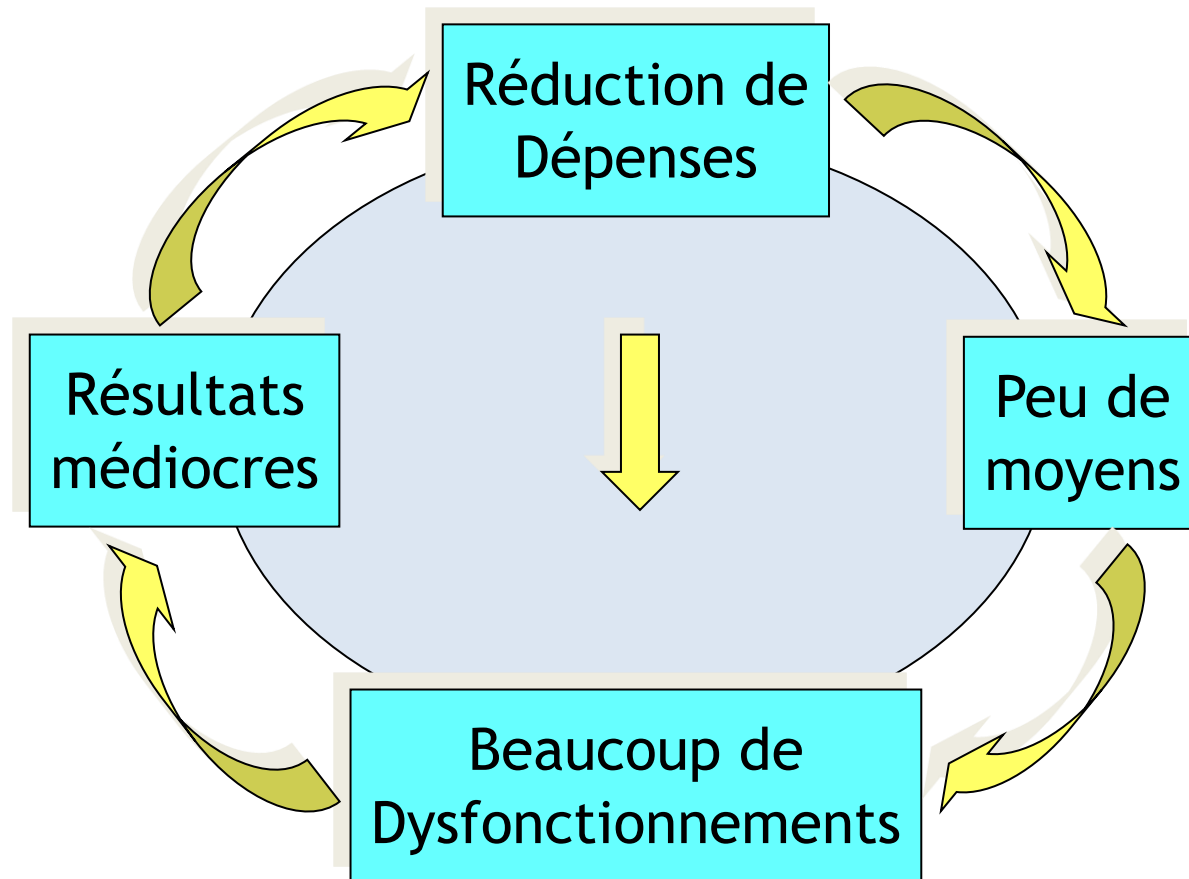 Réduction de
Dépenses
Résultats
médiocres
Peu de
moyens
Beaucoup de
Dysfonctionnements